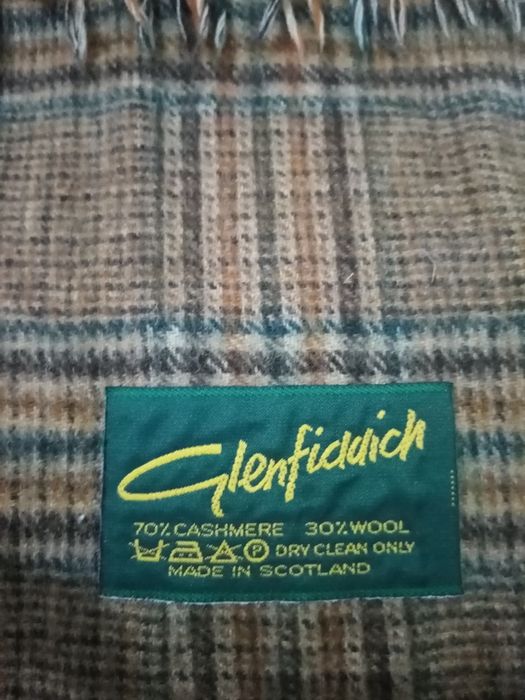 Glenfiddich
70% CASHMERE 30% WOOL
P DRY CLEAN ONLY
MADE IN SCOTLAND